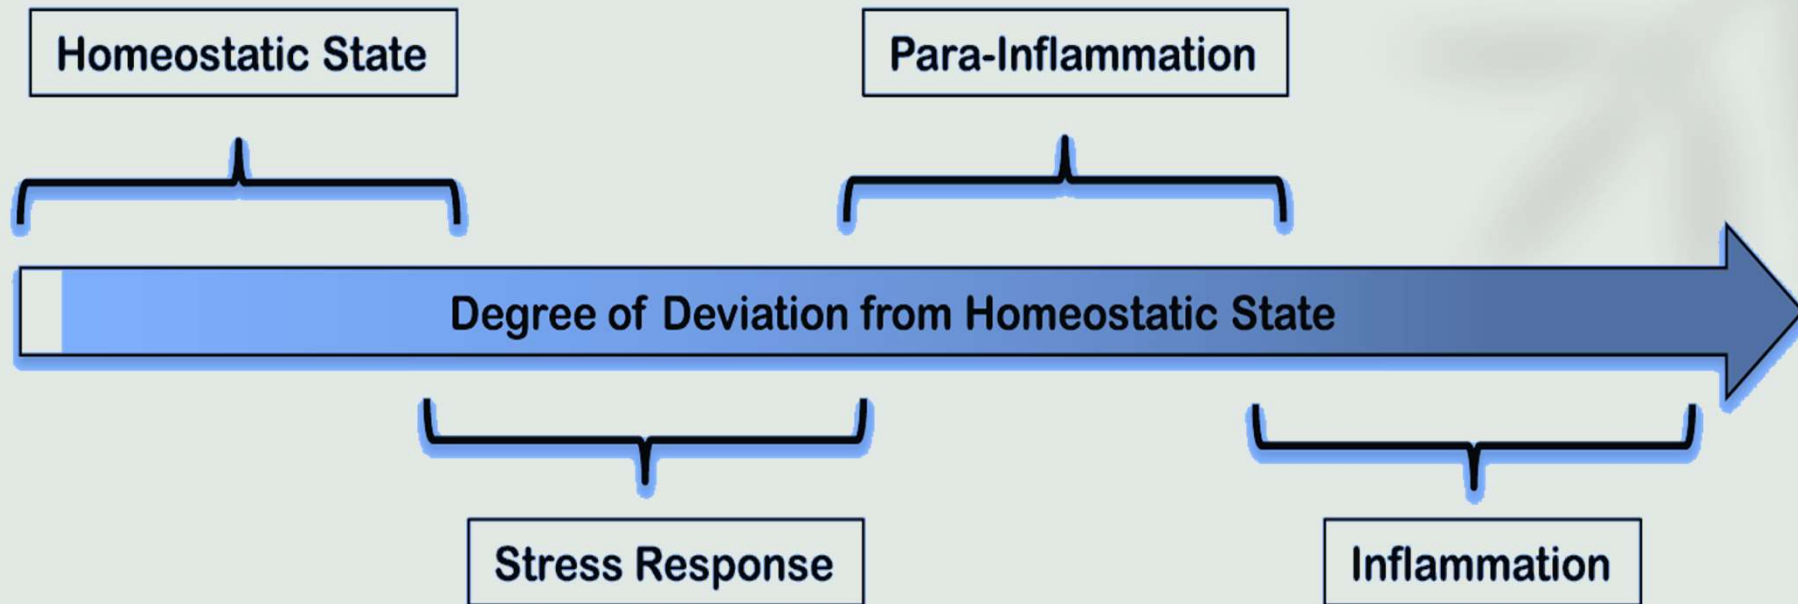 Homeostatic State
Para-Inflammation
Degree of Deviation from Homeostatic State
Stress Response
Inflammation